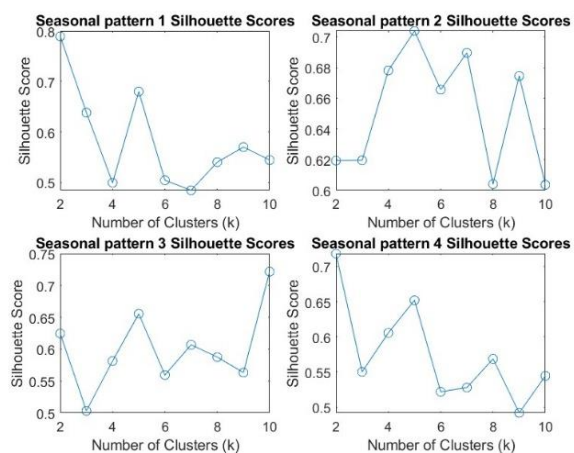 Seasonal pattern 1 Silhouette Scores
0.8
0.7
0.6
0.5
Silhouette Score
2 4 6 8 10
Number of Clusters (k)
Seasonal pattern 2 Silhouette Scores
0.7
0.68
0.66
0.64
0.62
0.6
Silhouette Score
2 4 6 8 10
Number of Clusters (k)
Seasonal pattern 3 Silhouette Scores
0.75
0.7
0.65
0.6
0.55
0.5
Silhouette Score
2 4 6 8 10
Number of Clusters (k)
Seasonal pattern 4 Silhouette Scores
0.7
0.65
0.6
0.55
0.5
Silhouette Score
2 4 6 8 10
Number of Clusters (k)